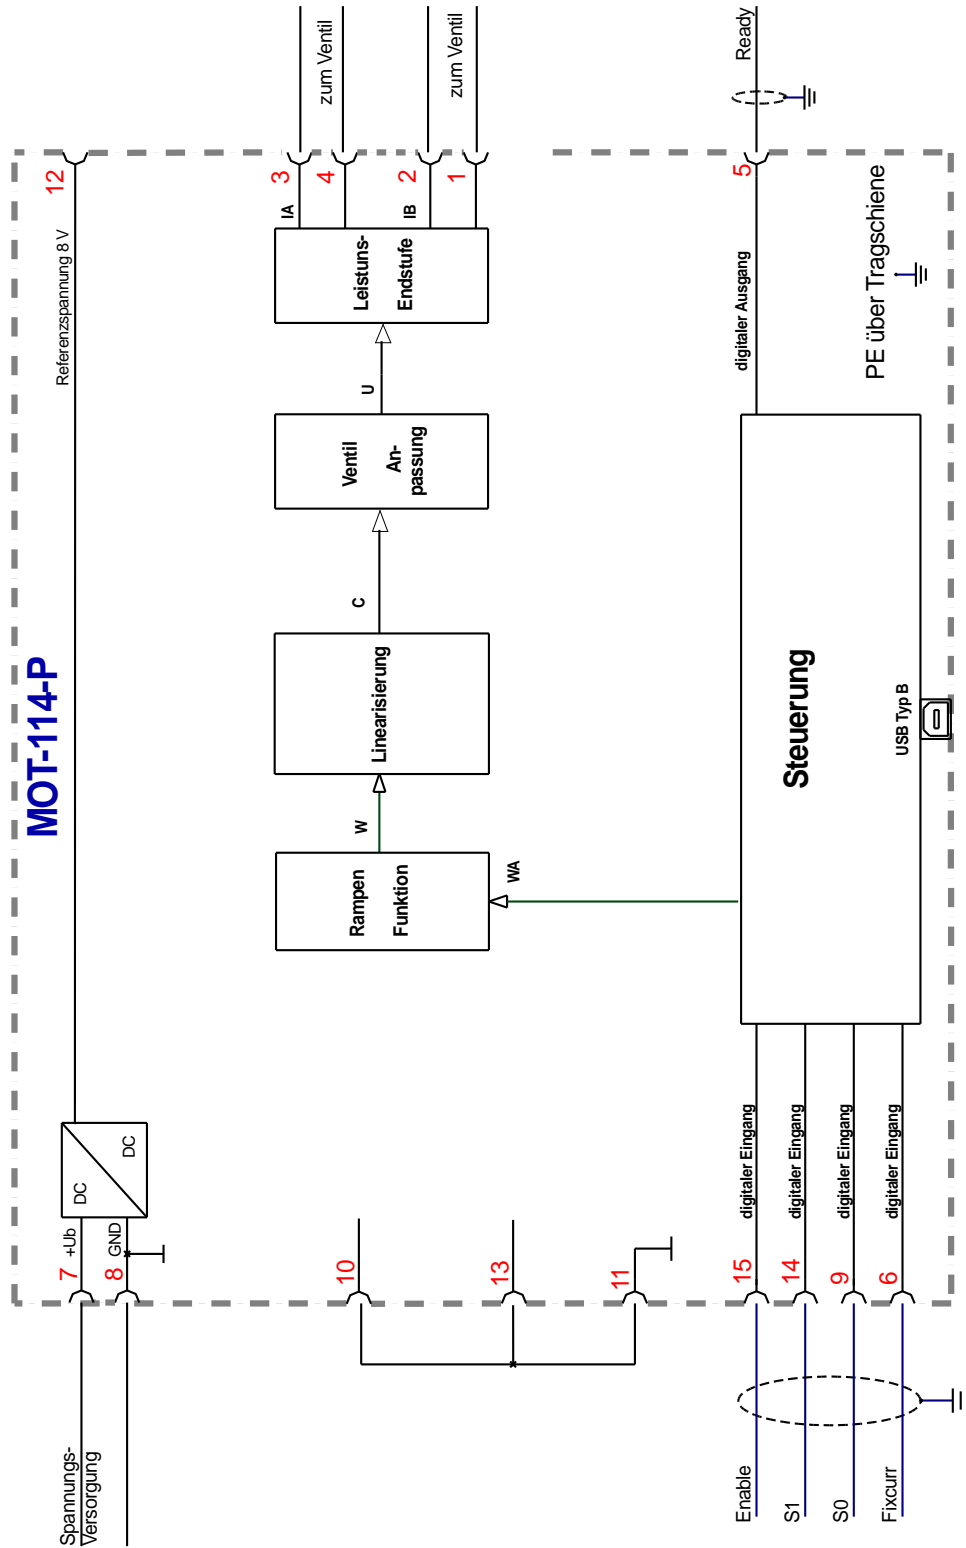 MOT-114-P
Spannungs-
Versorgung
7
+Ub
8
GND
DC
DC
Referenzspannung 8 V
12
10
13
11
Rampen
Funktion
W
Linearisierung
C
Ventil
An-
passung
U
Leistuns-
Endstufe
IA
IB
3
4
2
1
zum Ventil
zum Ventil
WA
Enable
S1
S0
Fixcurr
15
14
9
6
digitaler Eingang
digitaler Eingang
digitaler Eingang
digitaler Eingang
Steuerung
USB Typ B
digitaler Ausgang
5
Ready
PE über Tragschiene